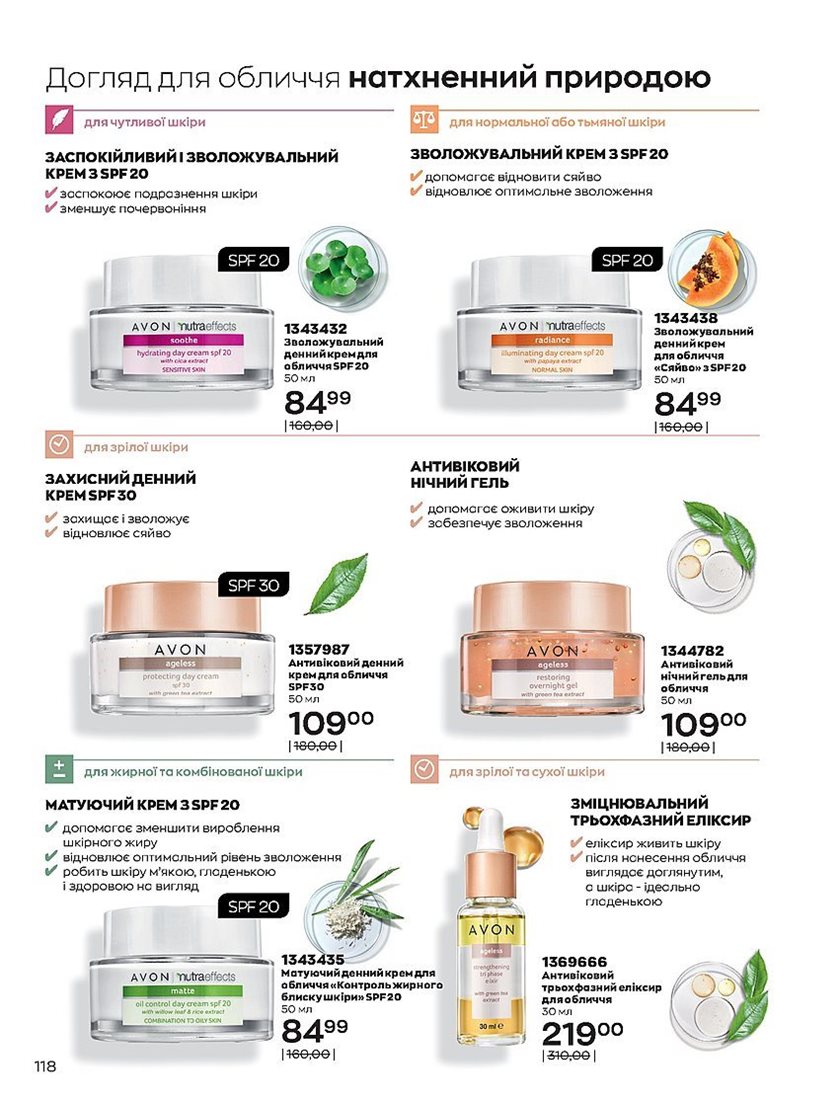 Догляд для обличчя натхненний природою
для чутливої шкіри
ЗАСПОКІЙЛИВИЙ І ЗВОЛОЖУВАЛЬНИЙ
КРЕМ З SPF 20
заспокоює подразнення шкіри
зменшує почервоніння
SPF 20
AVON | nutraeffects
soothe
hydrating day cream spf 20
with cica extract
SENSITIVE SKIN
1343432
Зволожувальний
денний крем для
обличчя SPF 20
50 мл
84 99
|160,00|
для нормальної або тьмяної шкіри
ЗВОЛОЖУВАЛЬНИЙ КРЕМ З SPF 20
допомагає відновити сяйво
відновлює оптимальне зволоження
SPF 20
AVON | nutraeffects
radiance
illuminating day cream spf 20
with papaya extract
NORMAL SKIN
1343438
Зволожувальний
денний крем
для обличчя
«Сяйво» з SPF 20
50 мл
84 99
|160,00|
для зрілої шкіри
ЗАХИСНИЙ ДЕННИЙ
КРЕМ SPF 30
захищає і зволожує
відновлює сяйво
SPF 30
AVON
ageless
protecting day cream
spf 30
with green tea extract
1357987
Антивіковий денний
крем для обличчя
SPF30
50 мл
109 00
|180,00|
АНТИВІКОВИЙ
НІЧНИЙ ГЕЛЬ
допомагає оживити шкіру
забезпечує зволоження
AVON
ageless
restoring
overnight gel
with green tea extract
1344782
Антивіковий
нічний гель для
обличчя
50 мл
109 00
|180,00|
для жирної та комбінованої шкіри
МАТУЮЧИЙ КРЕМ З SPF 20
допомагає зменшити вироблення
шкірного жиру
відновлює оптимальний рівень зволоження
робить шкіру м'якою, гладенькою
і здоровою на вигляд
SPF 20
AVON | nutraeffects
matte
oil control day cream spf 20
with willow leaf & rice extract
COMBINATION TO OILY SKIN
1343435
Матуючий денний крем для
обличчя «Контроль жирного
блиску шкіри» SPF 20
50 мл
84 99
|160,00|
для зрілої та сухої шкіри
ЗМІЦНЮВАЛЬНИЙ
ТРЬОХФАЗНИЙ ЕЛІКСИР
еліксир живить шкіру
після нанесення обличчя
виглядає доглянутим,
а шкіра - ідеально
гладенькою
AVON
ageless
strengthening
tri phase
elixir
with green tea
extract
30 ml ℮
1369666
Антивіковий
трьохфазний еліксир
для обличчя
30 мл
219 00
|310,00|
118